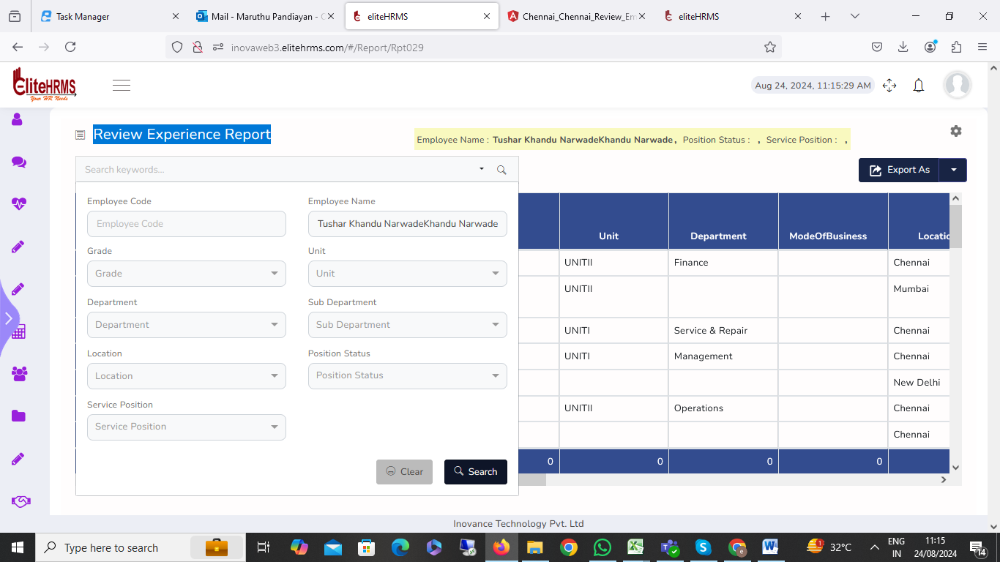 Task Manager
Mail - Maruthu Pandiayan - O
eliteHRMS
Chennai_Chennai_Review_Em
eliteHRMS
inovaweb3.elitehrms.com/#/Report/Rpt029
EliteHRMS
Your HR Needs
Aug 24, 2024, 11:15:29 AM
Review Experience Report
Employee Name : Tushar Khandu NarwadeKhandu Narwade, Position Status : , Service Position : ,
Search keywords...
Export As
Employee Code
Employee Name
Employee Code
Tushar Khandu NarwadeKhandu Narwade
Grade
Unit
Grade
Unit
Department
Sub Department
Department
Sub Department
Location
Position Status
Location
Position Status
Service Position
Service Position
Clear
Search
Unit Department ModeOfBusiness Locatio
UNITII Finance Chennai
UNITII Mumbai
UNITI Service & Repair Chennai
UNITI Management Chennai
New Delhi
UNITII Operations Chennai
Chennai
0 0 0 0
Inovance Technology Pvt. Ltd
Type here to search
1
32°C
ENG
IN
11:15
24/08/2024
14